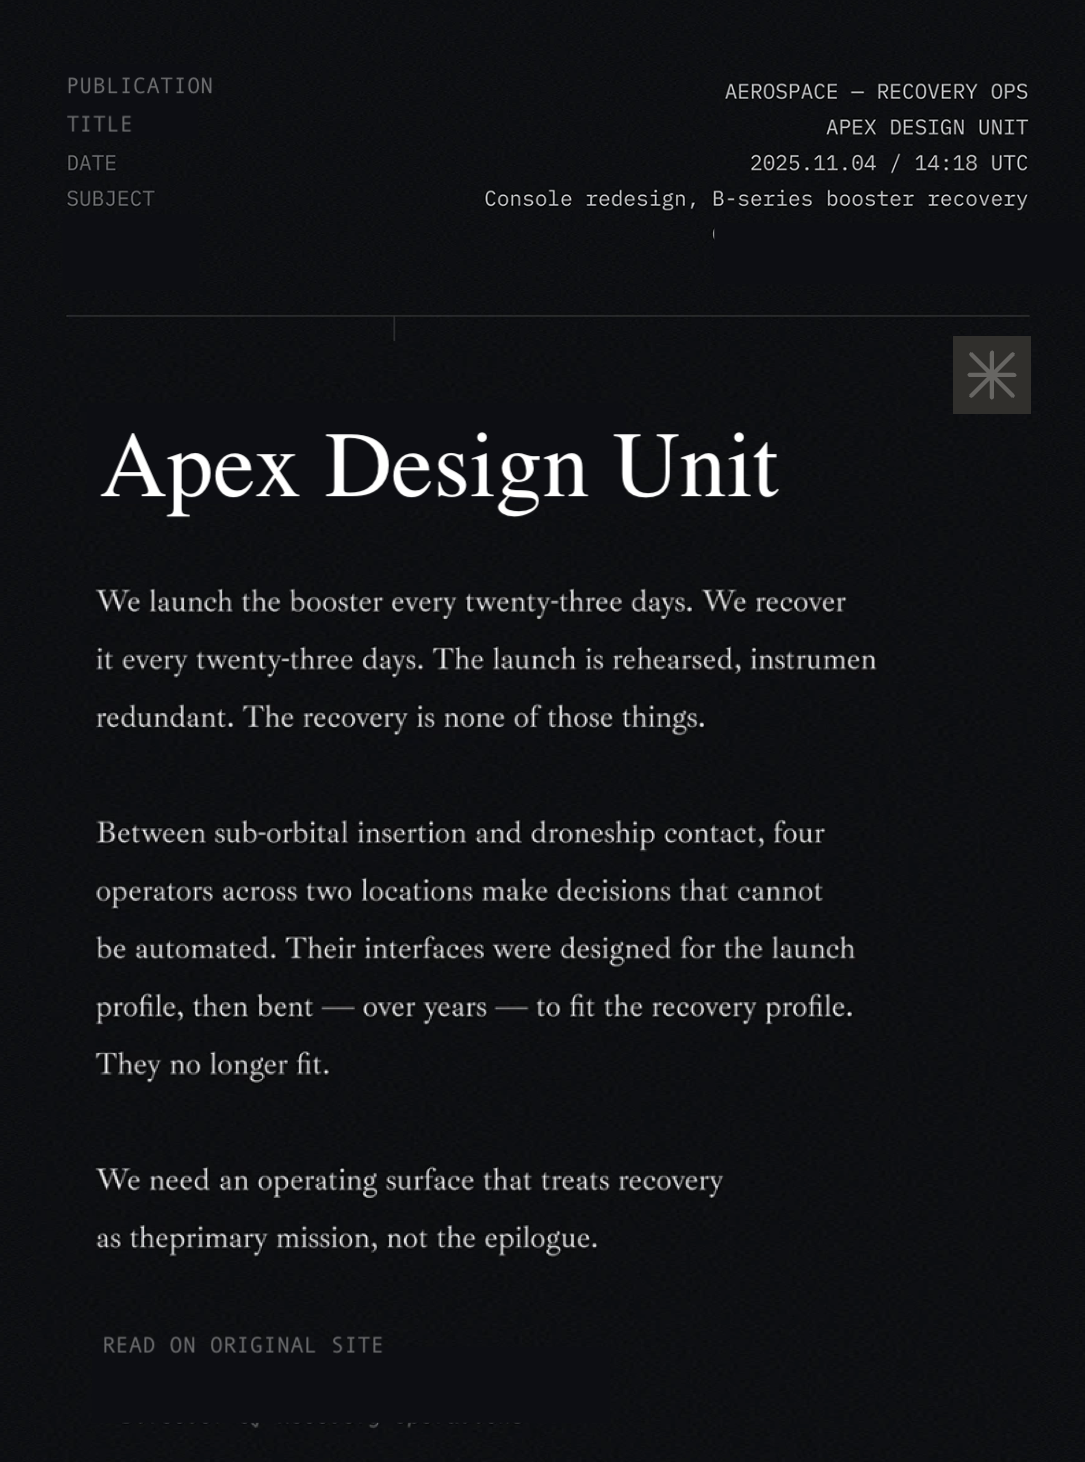 PUBLICATION AEROSPACE — RECOVERY OPS
TITLE APEX DESIGN UNIT
DATE 2025.11.04 / 14:18 UTC
SUBJECT Console redesign, B-series booster recovery
Apex Design Unit
We launch the booster every twenty-three days. We recover
it every twenty-three days. The launch is rehearsed, instrumen
redundant. The recovery is none of those things.
Between sub-orbital insertion and droneship contact, four
operators across two locations make decisions that cannot
be automated. Their interfaces were designed for the launch
profile, then bent — over years — to fit the recovery profile.
They no longer fit.
We need an operating surface that treats recovery
as theprimary mission, not the epilogue.
READ ON ORIGINAL SITE